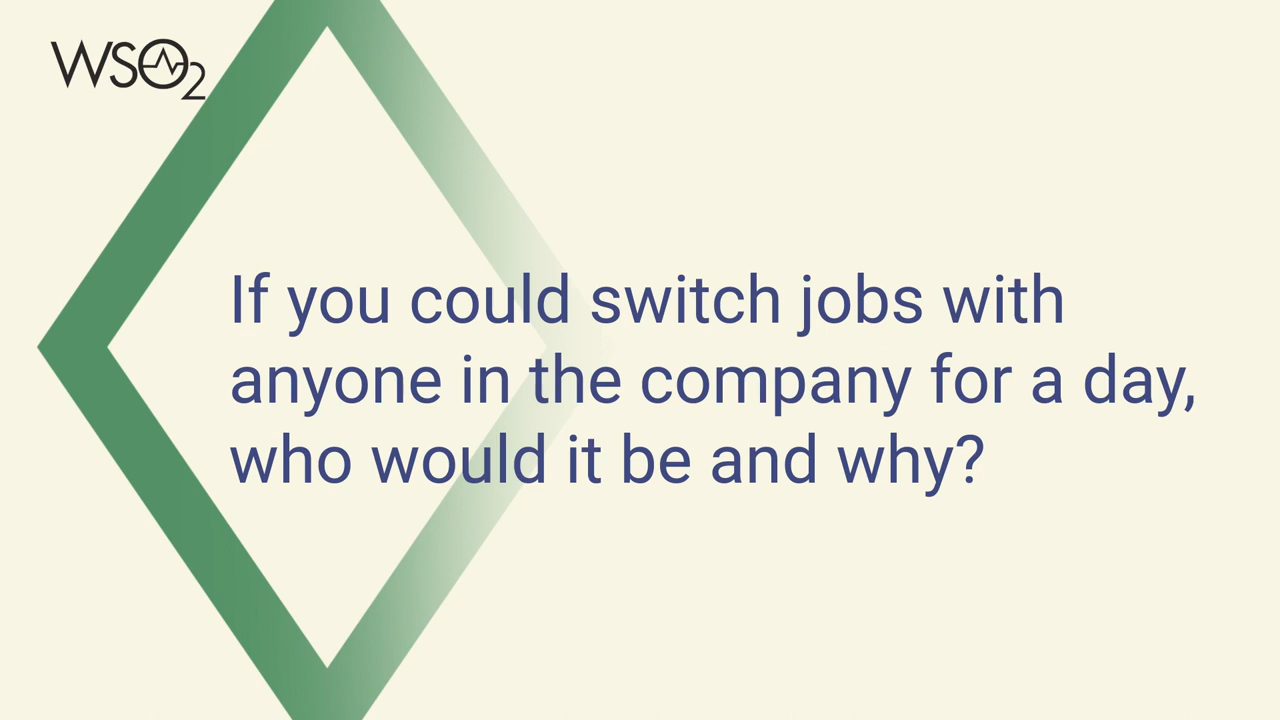 WSO2
If you could switch jobs with
anyone in the company for a day,
who would it be and why?